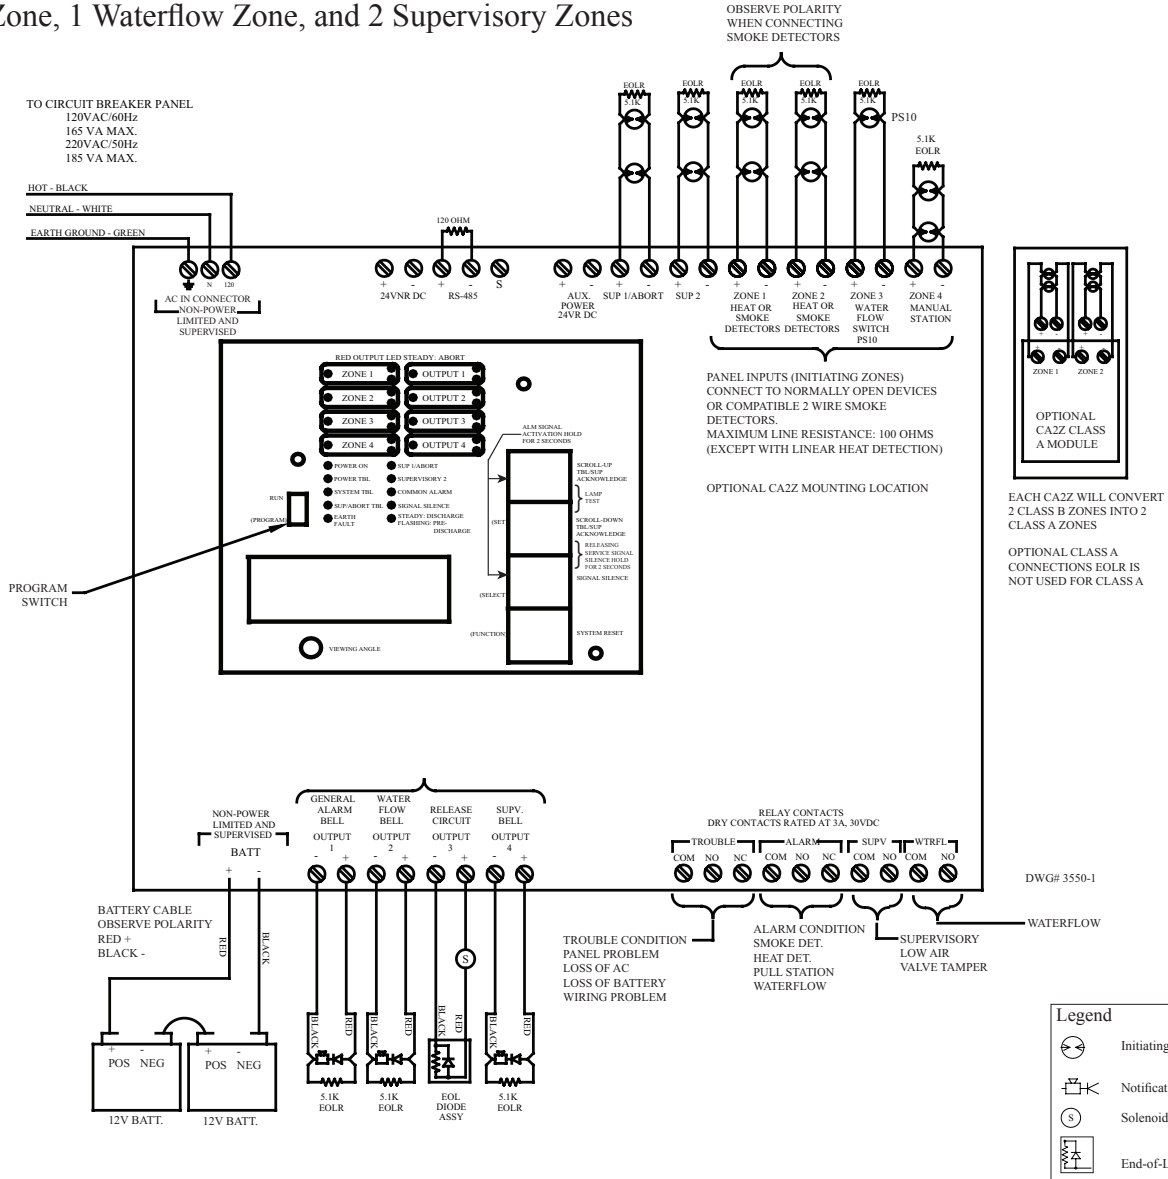 Zone, 1 Waterflow Zone, and 2 Supervisory Zones
OBSERVE POLARITY
WHEN CONNECTING
SMOKE DETECTORS
TO CIRCUIT BREAKER PANEL
120VAC/60Hz
165 VA MAX.
220VAC/50Hz
185 VA MAX.
HOT - BLACK
NEUTRAL - WHITE
EARTH GROUND - GREEN
EOLR
5.1K
EOLR
5.1K
EOLR
5.1K
EOLR
5.1K
EOLR
5.1K
PS10
5.1K
EOLR
120 OHM
N 120
AC IN CONNECTOR
NON-POWER
LIMITED AND
SUPERVISED
+ -
24VNR DC
+ -
RS-485
S
+ -
AUX.
POWER
24VR DC
+ -
SUP 1/ABORT
+ -
SUP 2
+ -
ZONE 1
HEAT OR
SMOKE
DETECTORS
+ -
ZONE 2
HEAT OR
SMOKE
DETECTORS
+ -
ZONE 3
WATER
FLOW
SWITCH
PS10
+ -
ZONE 4
MANUAL
STATION
PANEL INPUTS (INITIATING ZONES)
CONNECT TO NORMALLY OPEN DEVICES
OR COMPATIBLE 2 WIRE SMOKE
DETECTORS.
MAXIMUM LINE RESISTANCE: 100 OHMS
(EXCEPT WITH LINEAR HEAT DETECTION)
OPTIONAL CA2Z MOUNTING LOCATION
+ - + -
+ - + -
ZONE 1 ZONE 2
OPTIONAL
CA2Z CLASS
A MODULE
EACH CA2Z WILL CONVERT
2 CLASS B ZONES INTO 2
CLASS A ZONES
OPTIONAL CLASS A
CONNECTIONS EOLR IS
NOT USED FOR CLASS A
RED OUTPUT LED STEADY: ABORT
ZONE 1 OUTPUT 1
ZONE 2 OUTPUT 2
ZONE 3 OUTPUT 3
ZONE 4 OUTPUT 4
POWER ON SUP 1/ABORT
POWER TBL SUPERVISORY 2
SYSTEM TBL COMMON ALARM
SUP/ABORT TBL SIGNAL SILENCE
EARTH
FAULT
STEADY: DISCHARGE
FLASHING: PRE-
DISCHARGE
RUN
(PROGRAM)
PROGRAM
SWITCH
VIEWING ANGLE
ALM SIGNAL
ACTIVATION HOLD
FOR 2 SECONDS
(SET
(SELECT
(FUNCTION)
SCROLL-UP
TBL/SUP
ACKNOWLEDGE
LAMP
TEST
SCROLL-DOWN
TBL/SUP
ACKNOWLEDGE
RELEASING
SERVICE SIGNAL
SILENCE HOLD
FOR 2 SECONDS
SIGNAL SILENCE
SYSTEM RESET
NON-POWER
LIMITED AND
SUPERVISED
BATT
+ -
GENERAL
ALARM
BELL
OUTPUT
1
- +
WATER
FLOW
BELL
OUTPUT
2
- +
RELEASE
CIRCUIT
OUTPUT
3
- +
SUPV.
BELL
OUTPUT
4
- +
RELAY CONTACTS
DRY CONTACTS RATED AT 3A, 30VDC
TROUBLE ALARM SUPV WTRFL
COM NO NC COM NO NC COM NO COM NO
DWG# 3550-1
BATTERY CABLE
OBSERVE POLARITY
RED +
BLACK -
RED
BLACK
+ -
POS NEG
12V BATT.
+ -
POS NEG
12V BATT.
S
BLACK
RED
5.1K
EOLR
BLACK
RED
5.1K
EOLR
BLACK
RED
EOL
DIODE
ASSY
BLACK
RED
5.1K
EOLR
TROUBLE CONDITION
PANEL PROBLEM
LOSS OF AC
LOSS OF BATTERY
WIRING PROBLEM
ALARM CONDITION
SMOKE DET.
HEAT DET.
PULL STATION
WATERFLOW
SUPERVISORY
LOW AIR
VALVE TAMPER
WATERFLOW
Legend
Initiating
Notificat
S Solenoid
End-of-L